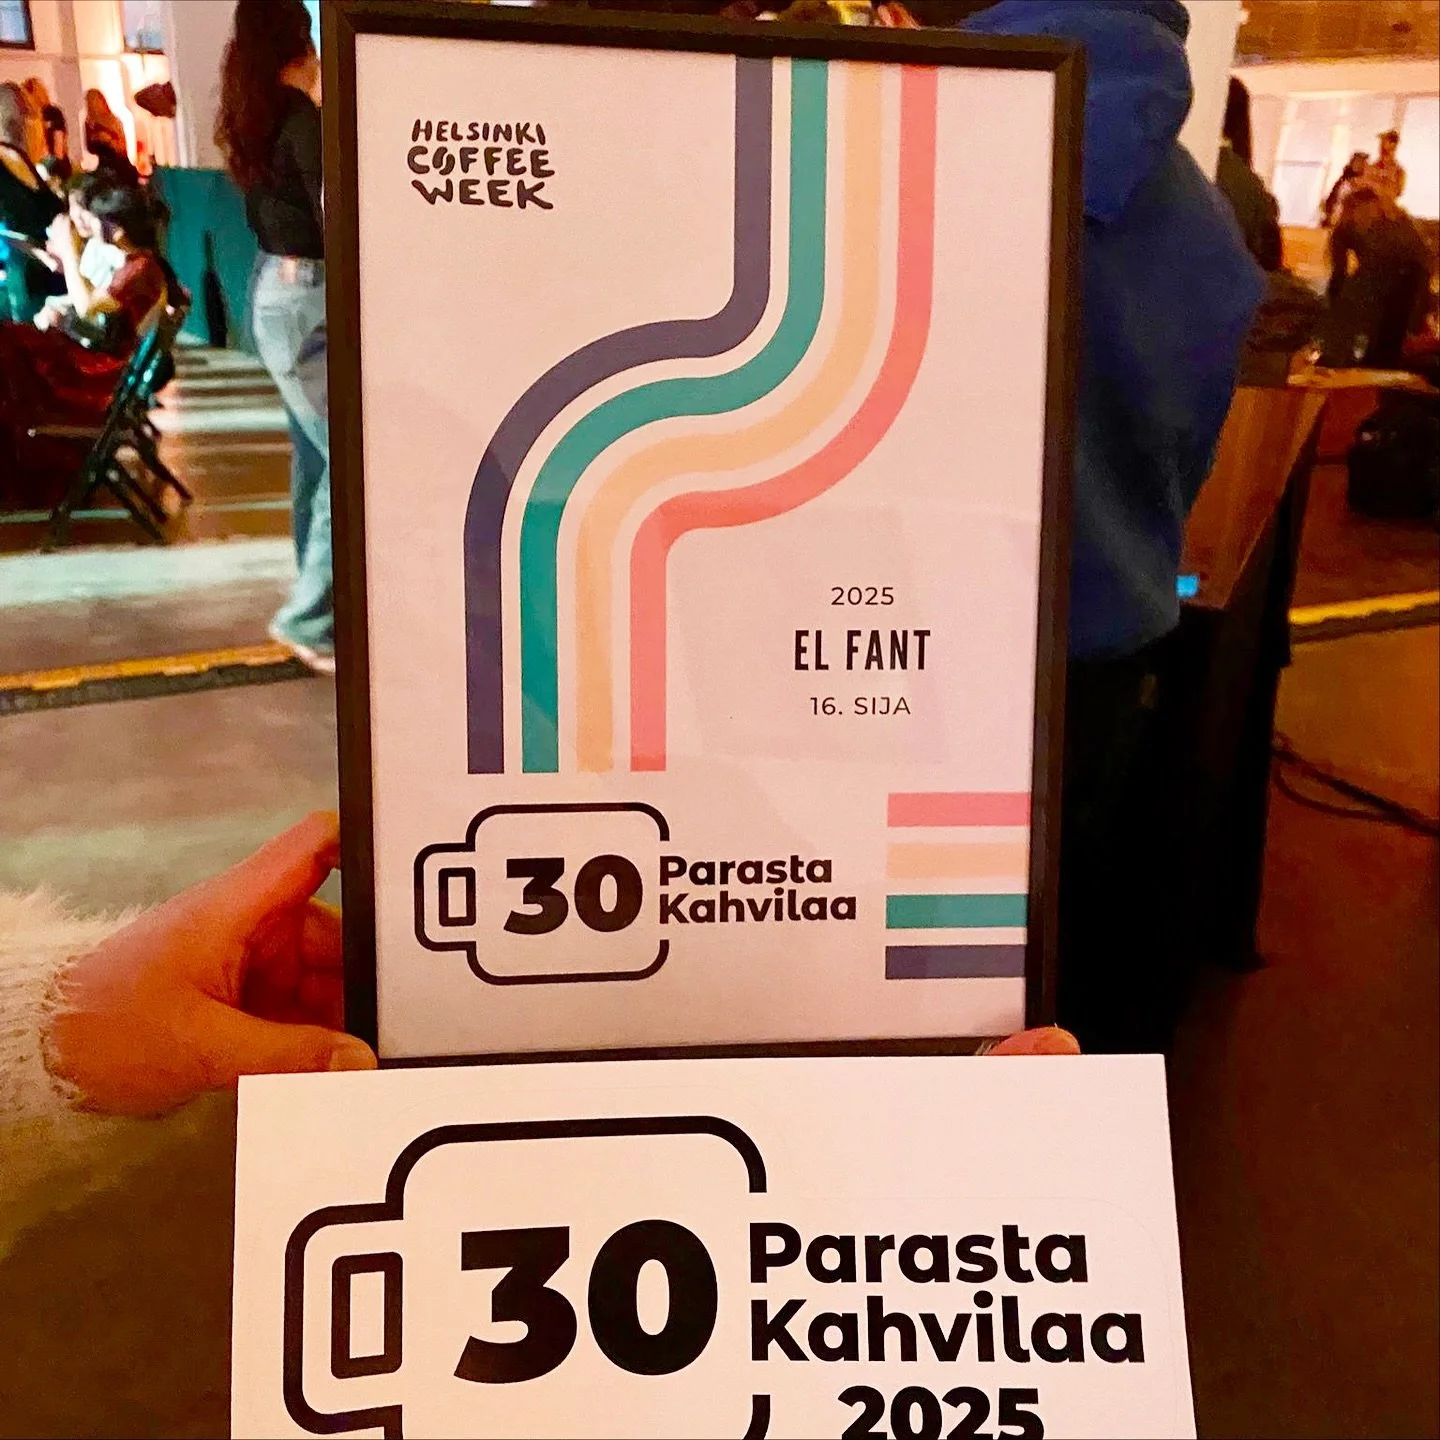 HELSINKI
COFFEE
WEEK
2025
EL FANT
16. SIJA
30 Parasta
Kahvilaa
30 Parasta
Kahvilaa
2025